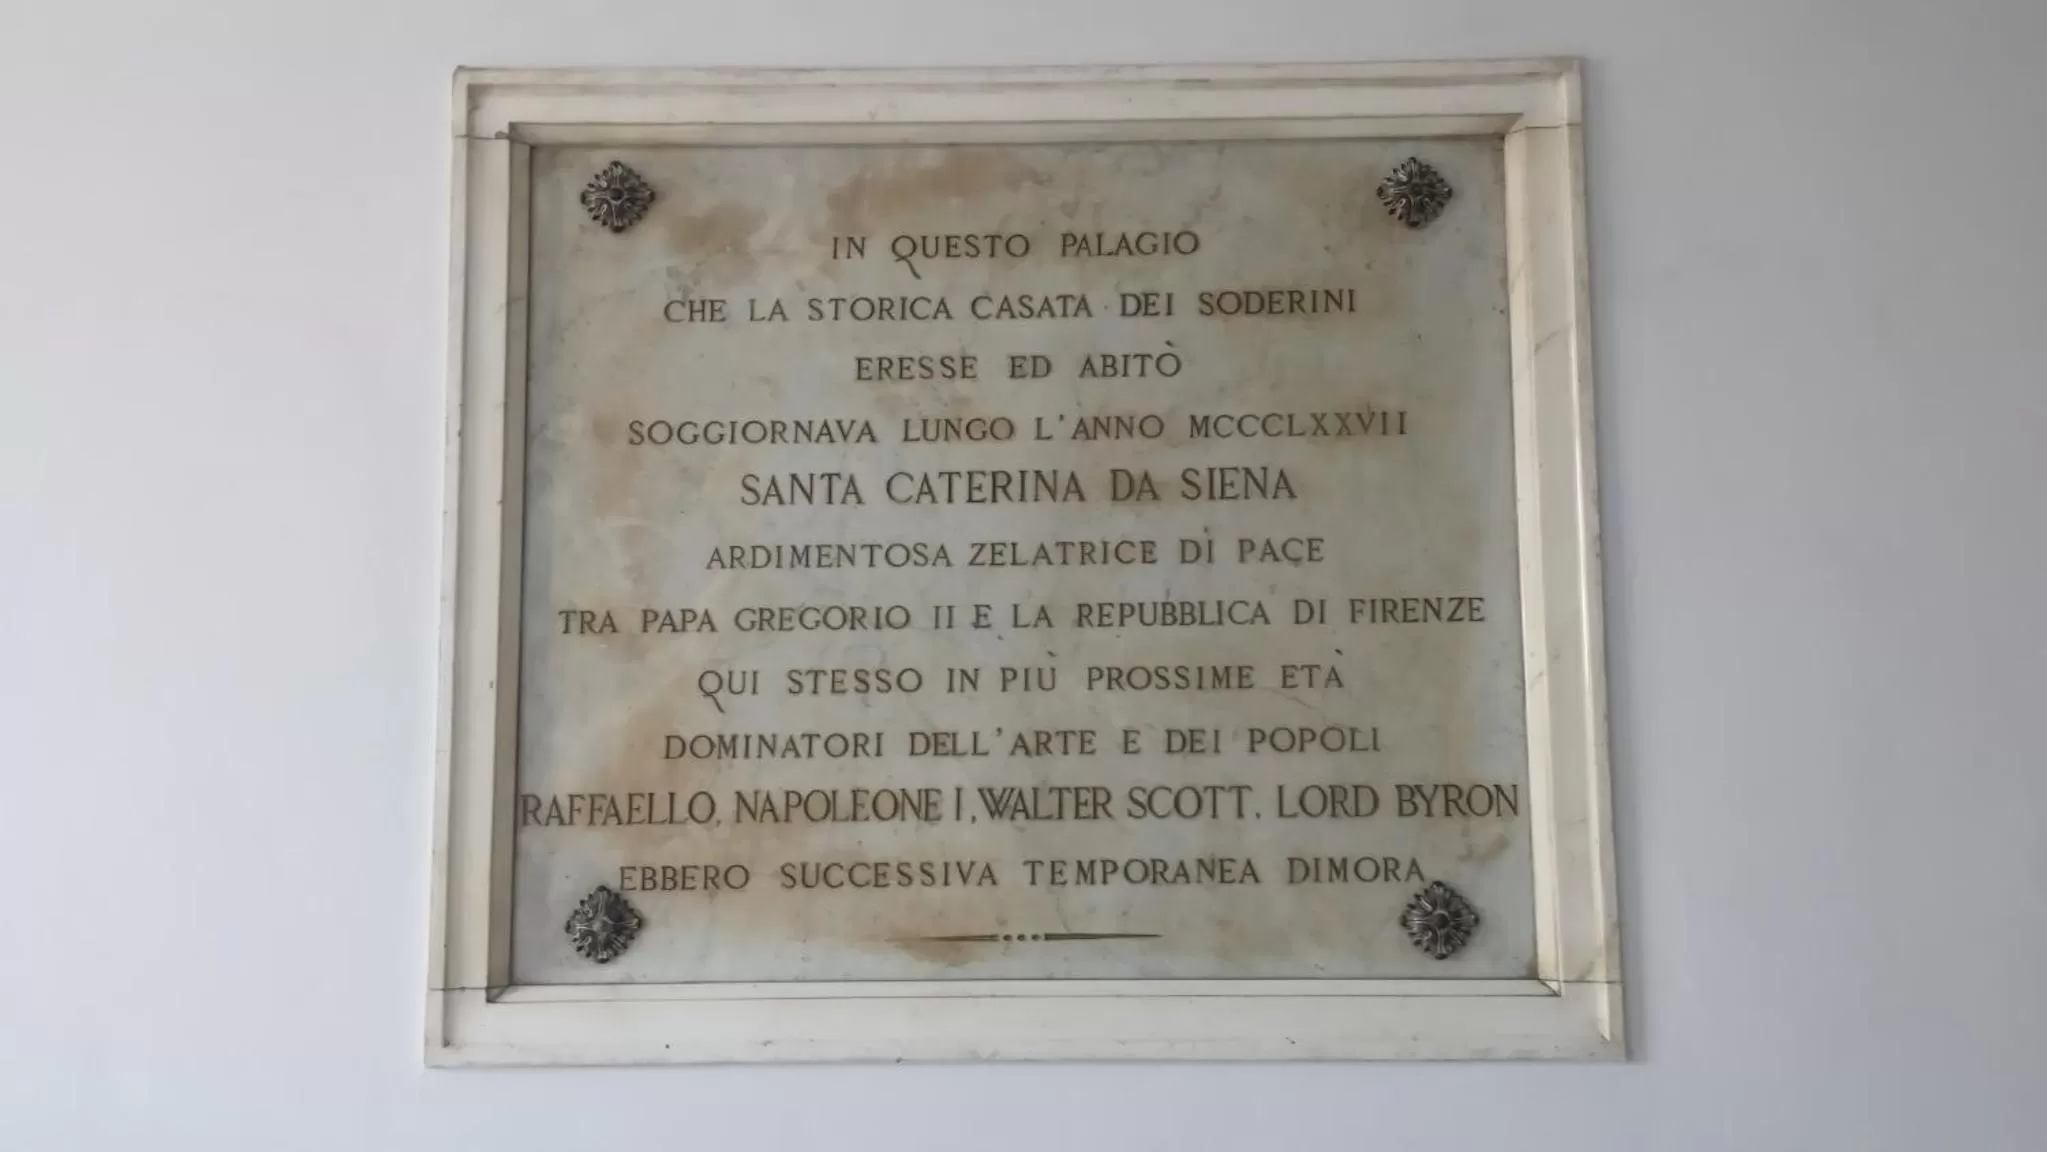 IN QUESTO PALAGIO
CHE LA STORICA CASATA DEI SODERINI
ERESSE ED ABITÒ
SOGGIORNAVA LUNGO L'ANNO MCCCLXXVII
SANTA CATERINA DA SIENA
ARDIMENTOSA ZELATRICE DI PACE
TRA PAPA GREGORIO II E LA REPUBBLICA DI FIRENZE
QUI STESSO IN PIÙ PROSSIME ETÀ
DOMINATORI DELL'ARTE E DEI POPOLI
RAFFAELLO, NAPOLEONE I, WALTER SCOTT, LORD BYRON
EBBERO SUCCESSIVA TEMPORANEA DIMORA